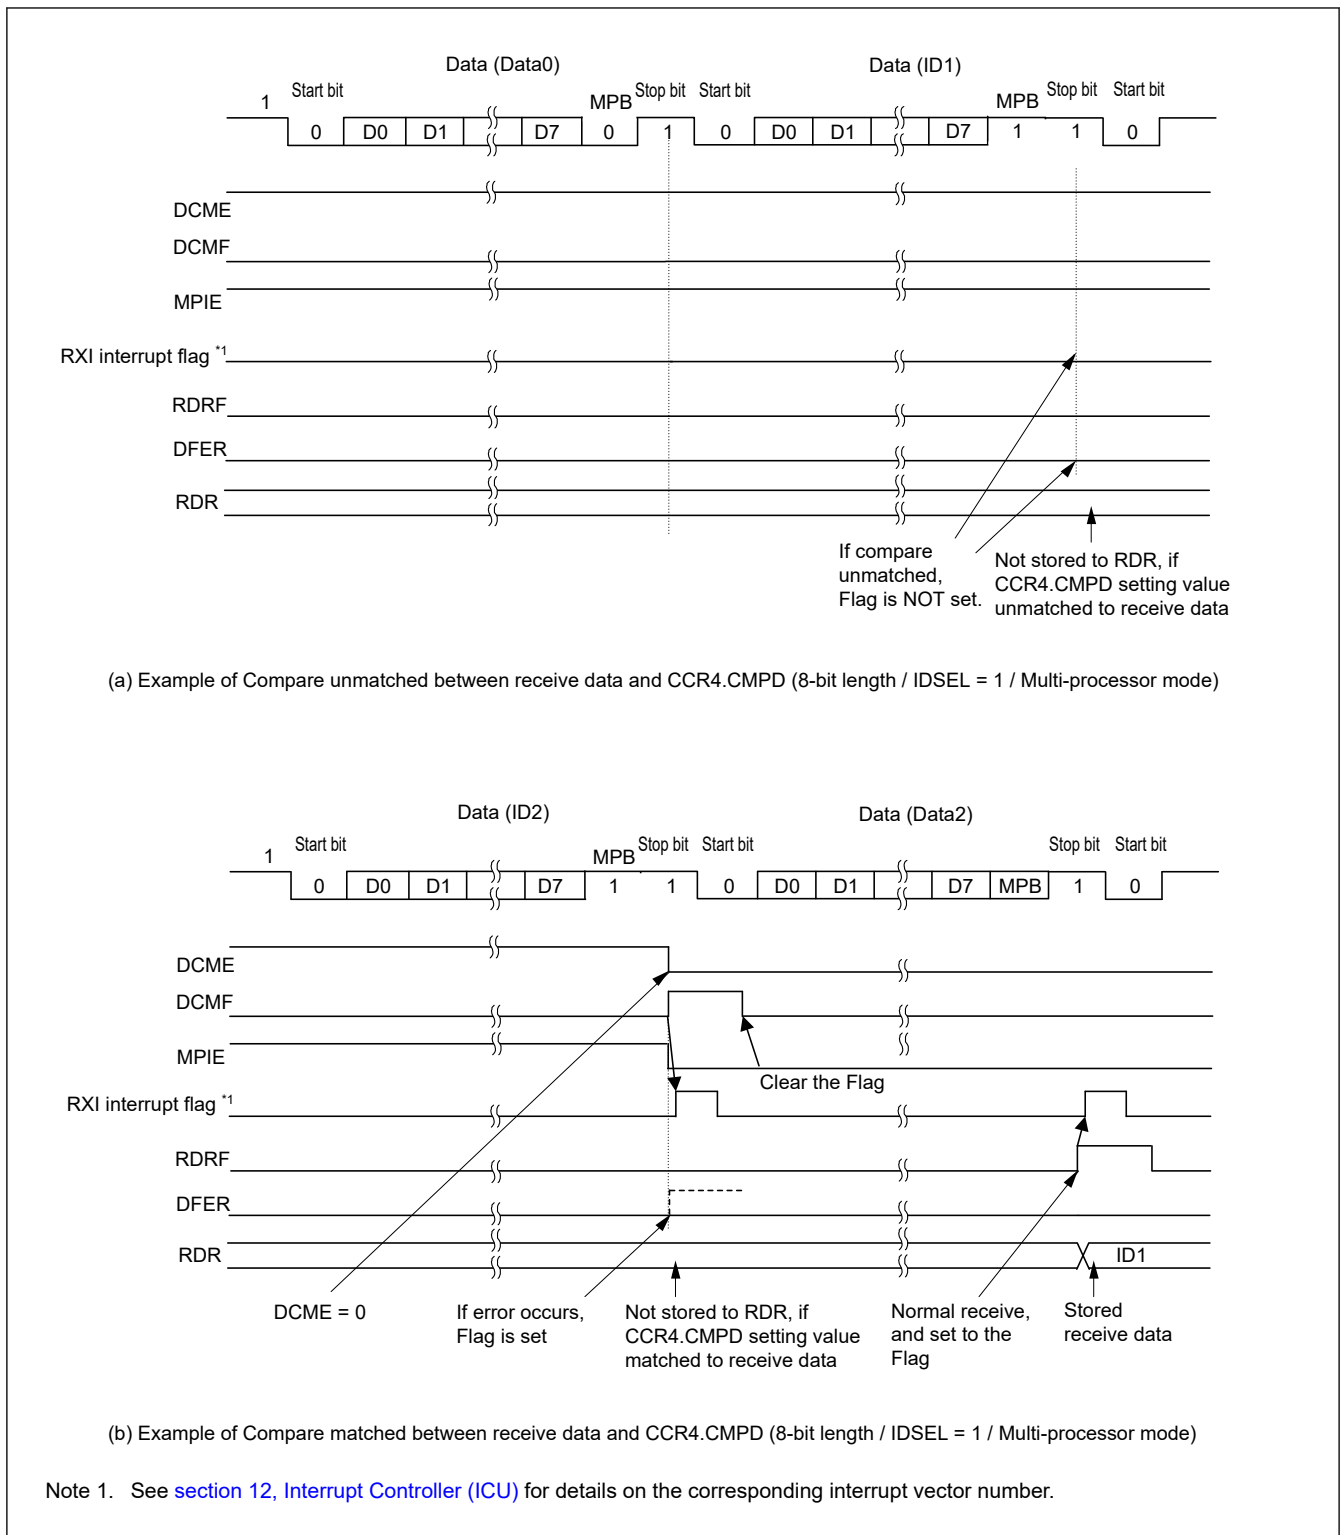 Data (Data0) Data (ID1)
1 Start bit MPB Stop bit Start bit MPB Stop bit Start bit
0 D0 D1 D7 0 1 0 D0 D1 D7 1 1 0
DCME
DCMF
MPIE
RXI interrupt flag *1
RDRF
DFER
RDR
If compare
unmatched,
Flag is NOT set.
Not stored to RDR, if
CCR4.CMPD setting value
unmatched to receive data
(a) Example of Compare unmatched between receive data and CCR4.CMPD (8-bit length / IDSEL = 1 / Multi-processor mode)
Data (ID2) Data (Data2)
1 Start bit MPB Stop bit Start bit Stop bit Start bit
0 D0 D1 D7 1 1 0 D0 D1 D7 MPB 1 0
DCME
DCMF
MPIE
Clear the Flag
RXI interrupt flag *1
RDRF
DFER
RDR ID1
DCME = 0
If error occurs,
Flag is set
Not stored to RDR, if
CCR4.CMPD setting value
matched to receive data
Normal receive,
and set to the
Flag
Stored
receive data
(b) Example of Compare matched between receive data and CCR4.CMPD (8-bit length / IDSEL = 1 / Multi-processor mode)
Note 1. See section 12, Interrupt Controller (ICU) for details on the corresponding interrupt vector number.